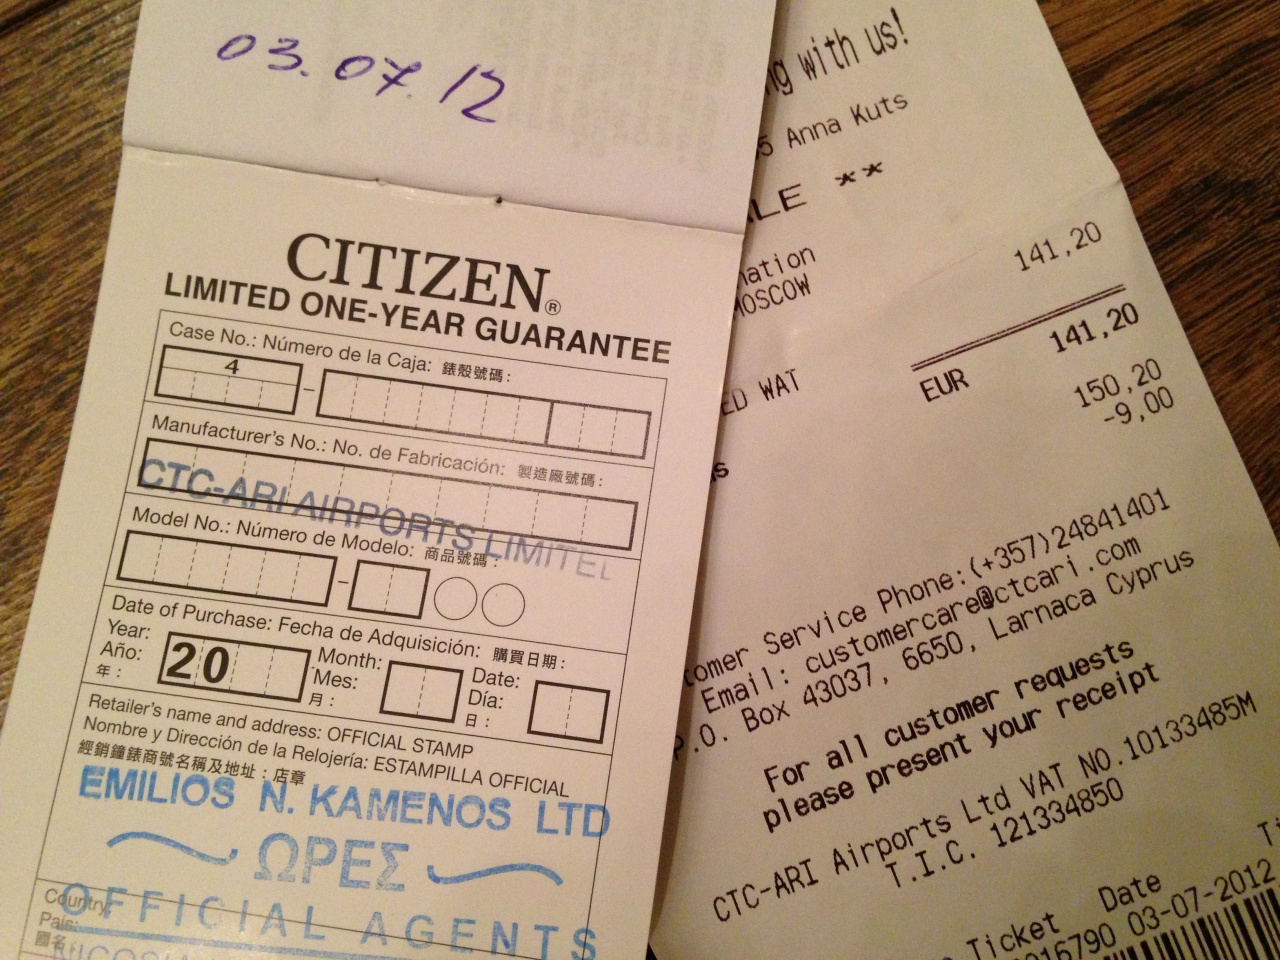 03.07.12
CITIZEN®
LIMITED ONE-YEAR GUARANTEE
Case No.: Número de la Caja: 錶殼號碼:
4
Manufacturer's No.: No. de Fabricación: 製造廠號碼:
CTC-ARI AIRPORTS LIMITED
Model No.: Número de Modelo: 商品號碼:
Date of Purchase: Fecha de Adquisición: 購買日期:
Year: Month: Date:
Año: 20 Mes: Día:
年: 月: 日:
Retailer's name and address: OFFICIAL STAMP
Nombre y Dirección de la Relojería: ESTAMPILLA OFFICIAL
經銷鐘錶商號名稱及地址:店章
EMILIOS N. KAMENOS LTD
ΩΡΕΣ
OFFICIAL AGENTS
Country:
País:
國名
with us!
Anna Kuts
**
141,20
MOSCOW
141,20
WAT EUR 150,20
-9,00
Service Phone:(+357)24841401
Email: customercare@ctcari.com
P.O. Box 43037, 6650, Larnaca Cyprus
For all customer requests
please present your receipt
CTC-ARI Airports Ltd VAT NO.10133485M
T.I.C. 121334850
Ticket Date
03-07-2012